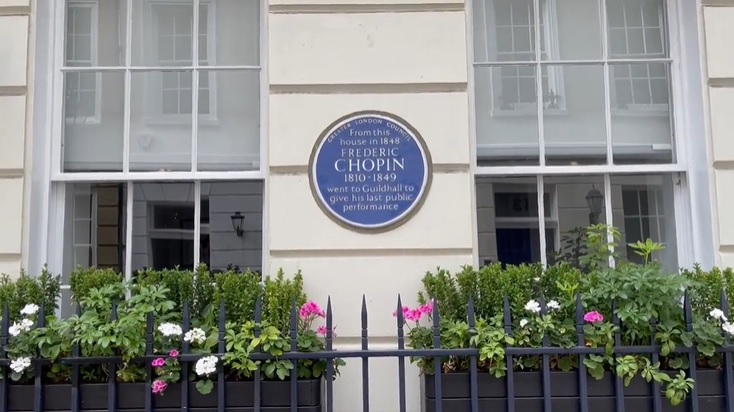 GREATER LONDON COUNCIL
From this
house in 1848
FREDERIC
CHOPIN
1810-1849
went to Guildhall to
give his last public
performance